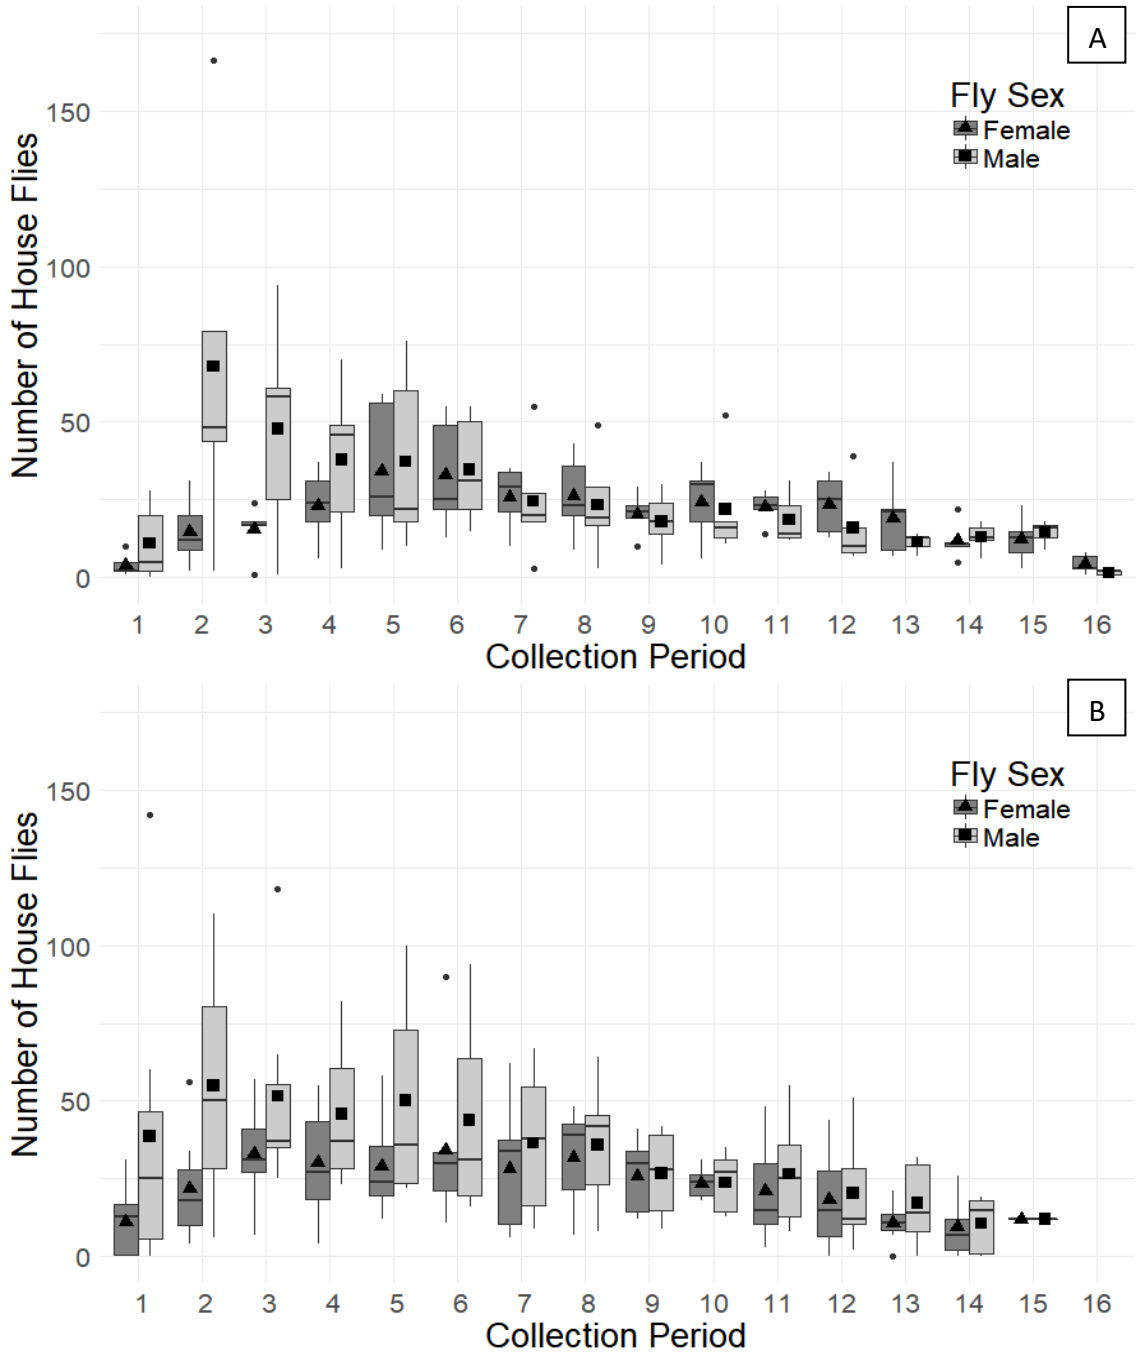 A
Number of House Flies
150
100
50
0
Fly Sex
Female
Male
1 2 3 4 5 6 7 8 9 10 11 12 13 14 15 16
Collection Period
B
Number of House Flies
150
100
50
0
Fly Sex
Female
Male
1 2 3 4 5 6 7 8 9 10 11 12 13 14 15 16
Collection Period